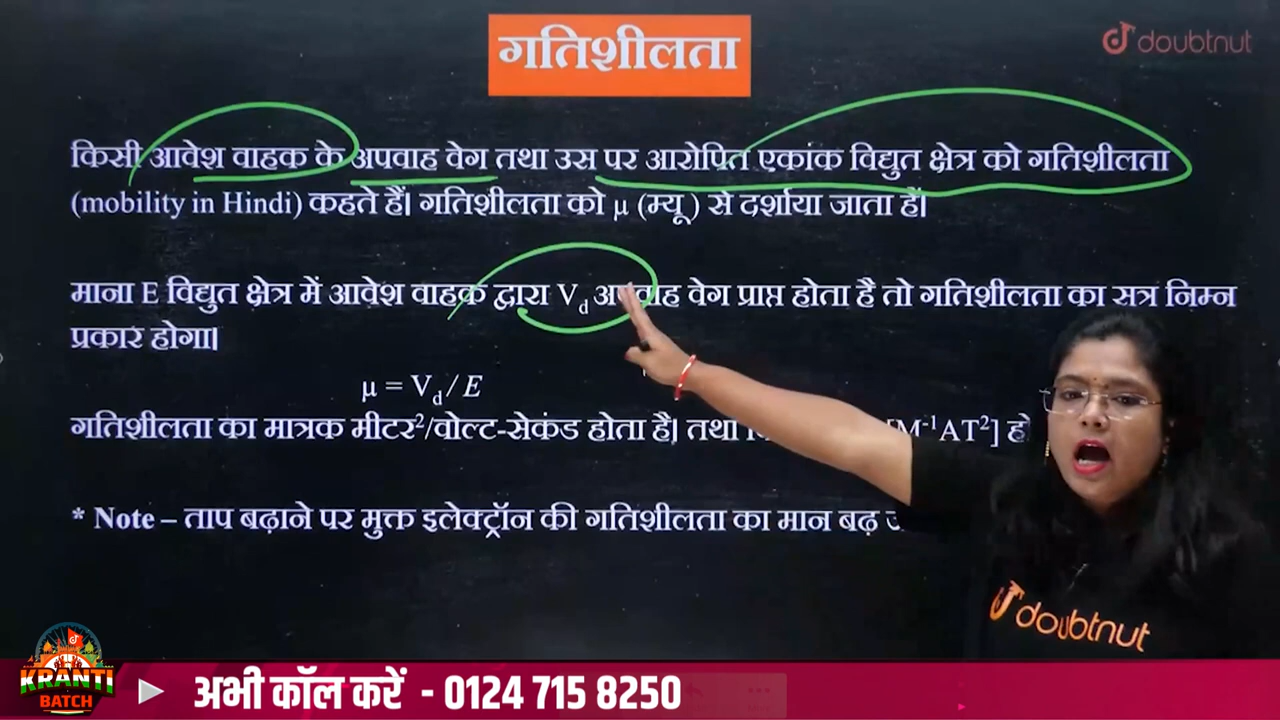 गतिशीलता
doubtnut
किसी आवेश वाहक के अपवाह वेग तथा उस पर आरोपित एकांक विद्युत क्षेत्र को गतिशीलता
(mobility in Hindi) कहते हैं। गतिशीलता को μ (म्यू) से दर्शाया जाता हैं।
माना E विद्युत क्षेत्र में आवेश वाहक द्वारा V_d अपवाह वेग प्राप्त होता है तो गतिशीलता का सत्र निम्न
प्रकार होगा।
μ = V_d / E
गतिशीलता का मात्रक मीटर²/वोल्ट-सेकंड होता है। तथा [M⁻¹AT²]
* Note – ताप बढ़ाने पर मुक्त इलेक्ट्रॉन की गतिशीलता का मान बढ़
doubtnut
KRANTI
BATCH
अभी कॉल करें - 0124 715 8250